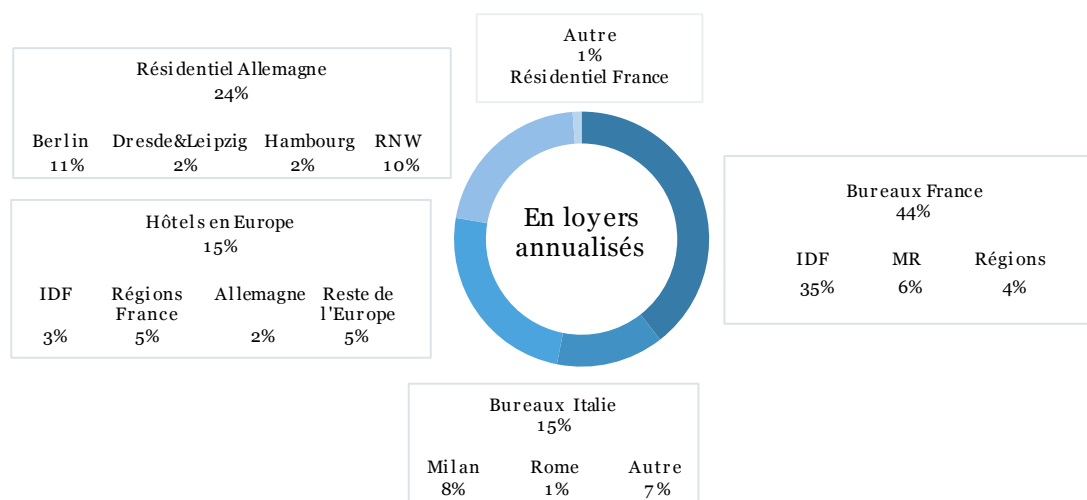 Autre
1%
Résidentiel France
Résidentiel Allemagne
24%
Berlin Dresde&Leipzig Hambourg RNW
11% 2% 2% 10%
Hôtels en Europe
15%
IDF Régions France Allemagne Reste de l'Europe
3% 5% 2% 5%
En loyers
annualisés
Bureaux France
44%
IDF MR Régions
35% 6% 4%
Bureaux Italie
15%
Milan Rome Autre
8% 1% 7%